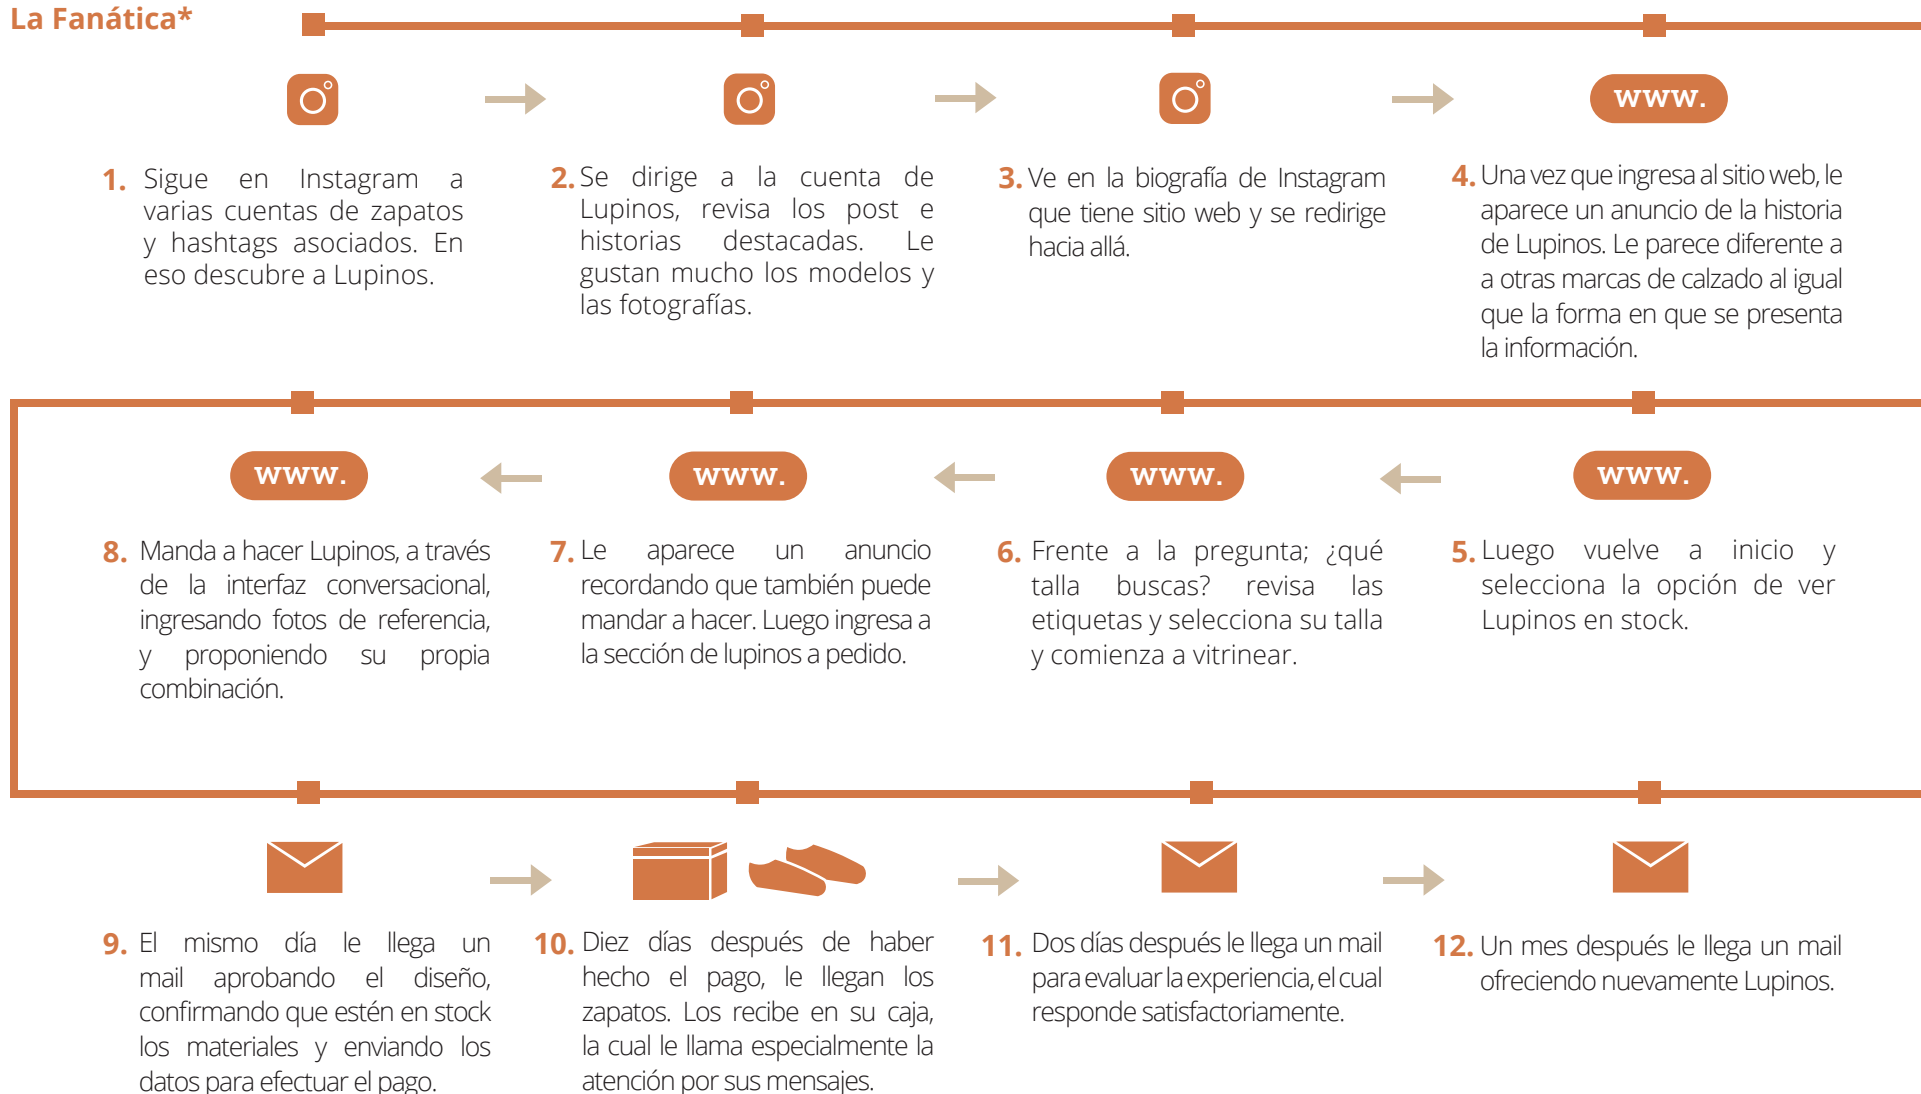 La Fanática*
www.
1. Sigue en Instagram a
varias cuentas de zapatos
y hashtags asociados. En
eso descubre a Lupinos.
2. Se dirige a la cuenta de
Lupinos, revisa los post e
historias destacadas. Le
gustan mucho los modelos y
las fotografías.
3. Ve en la biografía de Instagram
que tiene sitio web y se redirige
hacia allá.
4. Una vez que ingresa al sitio web, le
aparece un anuncio de la historia
de Lupinos. Le parece diferente a
a otras marcas de calzado al igual
que la forma en que se presenta
la información.
www.
www.
www.
www.
8. Manda a hacer Lupinos, a través
de la interfaz conversacional,
ingresando fotos de referencia,
y proponiendo su propia
combinación.
7. Le aparece un anuncio
recordando que también puede
mandar a hacer. Luego ingresa a
la sección de lupinos a pedido.
6. Frente a la pregunta; ¿qué
talla buscas? revisa las
etiquetas y selecciona su talla
y comienza a vitrinear.
5. Luego vuelve a inicio y
selecciona la opción de ver
Lupinos en stock.
9. El mismo día le llega un
mail aprobando el diseño,
confirmando que estén en stock
los materiales y enviando los
datos para efectuar el pago.
10. Diez días después de haber
hecho el pago, le llegan los
zapatos. Los recibe en su caja,
la cual le llama especialmente la
atención por sus mensajes.
11. Dos días después le llega un mail
para evaluar la experiencia, el cual
responde satisfactoriamente.
12. Un mes después le llega un mail
ofreciendo nuevamente Lupinos.